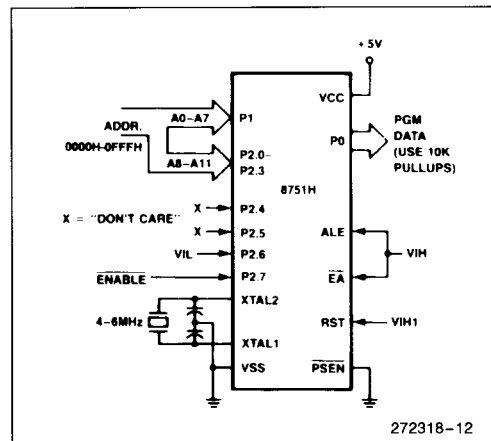 +5V
VCC
A0–A7
P1
PGM
DATA
(USE 10K
PULLUPS)
P0
ADDR.
0000H-0FFFH
A8–A11
P2.0–
P2.3
8751H
X = "DON'T CARE"
X
P2.4
X
P2.5
VIL
P2.6
ENABLE
P2.7
ALE
VIH
EA
XTAL2
4–6MHz
XTAL1
RST
VIH1
VSS
PSEN
272318–12